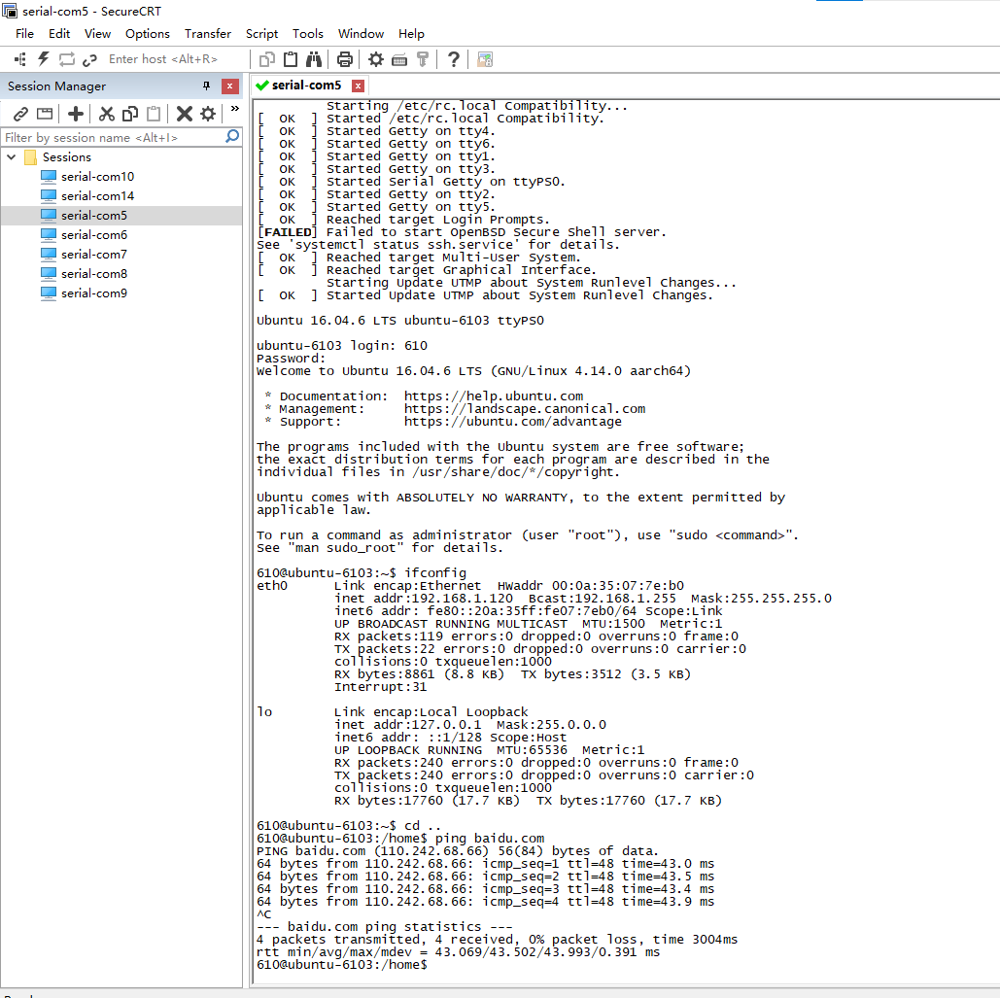 serial-com5 - SecureCRT
File Edit View Options Transfer Script Tools Window Help
Enter host <Alt+R>
Session Manager
serial-com5
Filter by session name <Alt+I>
Sessions
serial-com10
serial-com14
serial-com5
serial-com6
serial-com7
serial-com8
serial-com9
Starting /etc/rc.local Compatibility...
[ OK ] Started /etc/rc.local Compatibility.
[ OK ] Started Getty on tty4.
[ OK ] Started Getty on tty6.
[ OK ] Started Getty on tty1.
[ OK ] Started Getty on tty3.
[ OK ] Started Serial Getty on ttyPS0.
[ OK ] Started Getty on tty2.
[ OK ] Started Getty on tty5.
[ OK ] Reached target Login Prompts.
[FAILED] Failed to start OpenBSD Secure Shell server.
See 'systemctl status ssh.service' for details.
[ OK ] Reached target Multi-User System.
[ OK ] Reached target Graphical Interface.
Starting Update UTMP about System Runlevel Changes...
[ OK ] Started Update UTMP about System Runlevel Changes.
Ubuntu 16.04.6 LTS ubuntu-6103 ttyPS0
ubuntu-6103 login: 610
Password:
Welcome to Ubuntu 16.04.6 LTS (GNU/Linux 4.14.0 aarch64)
* Documentation: https://help.ubuntu.com
* Management: https://landscape.canonical.com
* Support: https://ubuntu.com/advantage
The programs included with the Ubuntu system are free software;
the exact distribution terms for each program are described in the
individual files in /usr/share/doc/*/copyright.
Ubuntu comes with ABSOLUTELY NO WARRANTY, to the extent permitted by
applicable law.
To run a command as administrator (user "root"), use "sudo <command>".
See "man sudo_root" for details.
610@ubuntu-6103:~$ ifconfig
eth0 Link encap:Ethernet HWaddr 00:0a:35:07:7e:b0
inet addr:192.168.1.120 Bcast:192.168.1.255 Mask:255.255.255.0
inet6 addr: fe80::20a:35ff:fe07:7eb0/64 Scope:Link
UP BROADCAST RUNNING MULTICAST MTU:1500 Metric:1
RX packets:119 errors:0 dropped:0 overruns:0 frame:0
TX packets:22 errors:0 dropped:0 overruns:0 carrier:0
collisions:0 txqueuelen:1000
RX bytes:8861 (8.8 KB) TX bytes:3512 (3.5 KB)
Interrupt:31
lo Link encap:Local Loopback
inet addr:127.0.0.1 Mask:255.0.0.0
inet6 addr: ::1/128 Scope:Host
UP LOOPBACK RUNNING MTU:65536 Metric:1
RX packets:240 errors:0 dropped:0 overruns:0 frame:0
TX packets:240 errors:0 dropped:0 overruns:0 carrier:0
collisions:0 txqueuelen:1000
RX bytes:17760 (17.7 KB) TX bytes:17760 (17.7 KB)
610@ubuntu-6103:~$ cd ..
610@ubuntu-6103:/home$ ping baidu.com
PING baidu.com (110.242.68.66) 56(84) bytes of data.
64 bytes from 110.242.68.66: icmp_seq=1 ttl=48 time=43.0 ms
64 bytes from 110.242.68.66: icmp_seq=2 ttl=48 time=43.5 ms
64 bytes from 110.242.68.66: icmp_seq=3 ttl=48 time=43.4 ms
64 bytes from 110.242.68.66: icmp_seq=4 ttl=48 time=43.9 ms
^C
--- baidu.com ping statistics ---
4 packets transmitted, 4 received, 0% packet loss, time 3004ms
rtt min/avg/max/mdev = 43.069/43.502/43.993/0.391 ms
610@ubuntu-6103:/home$